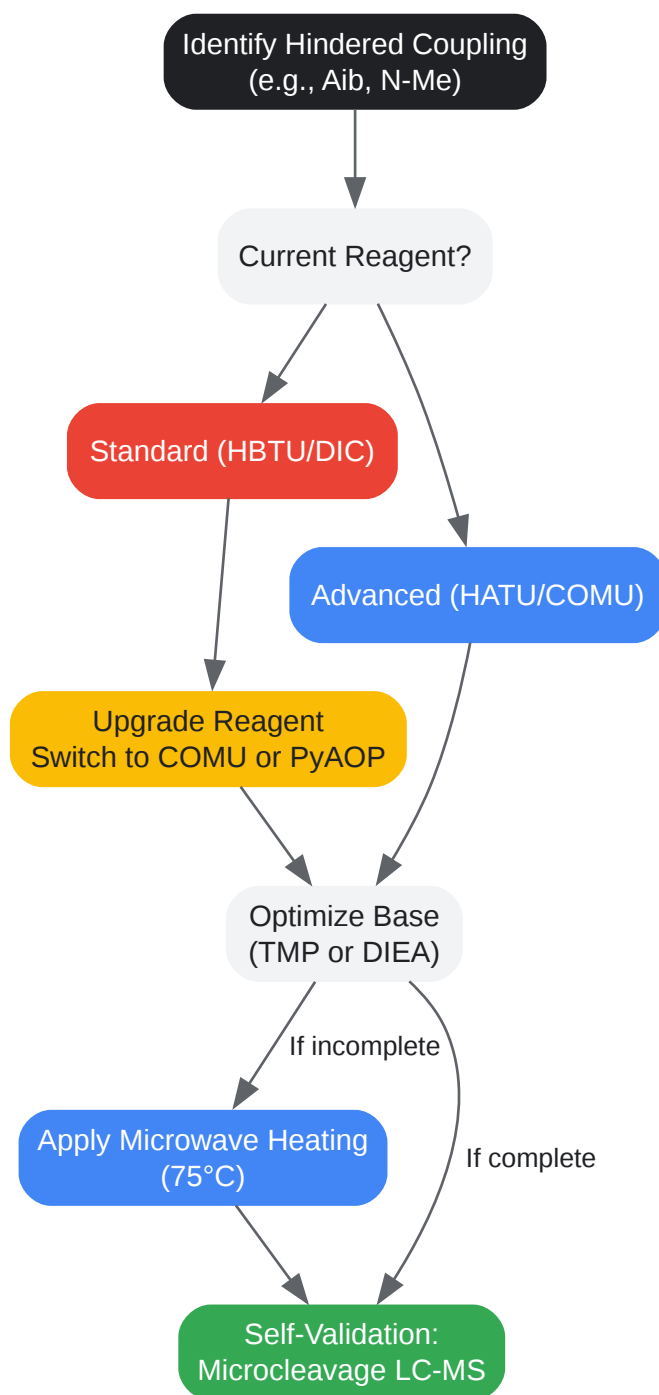 Identify Hindered Coupling
(e.g., Aib, N-Me)
Current Reagent?
Standard (HBTU/DIC)
Advanced (HATU/COMU)
Upgrade Reagent
Switch to COMU or PyAOP
Optimize Base
(TMP or DIEA)
If incomplete
Apply Microwave Heating
(75°C)
If complete
Self-Validation:
Microcleavage LC-MS